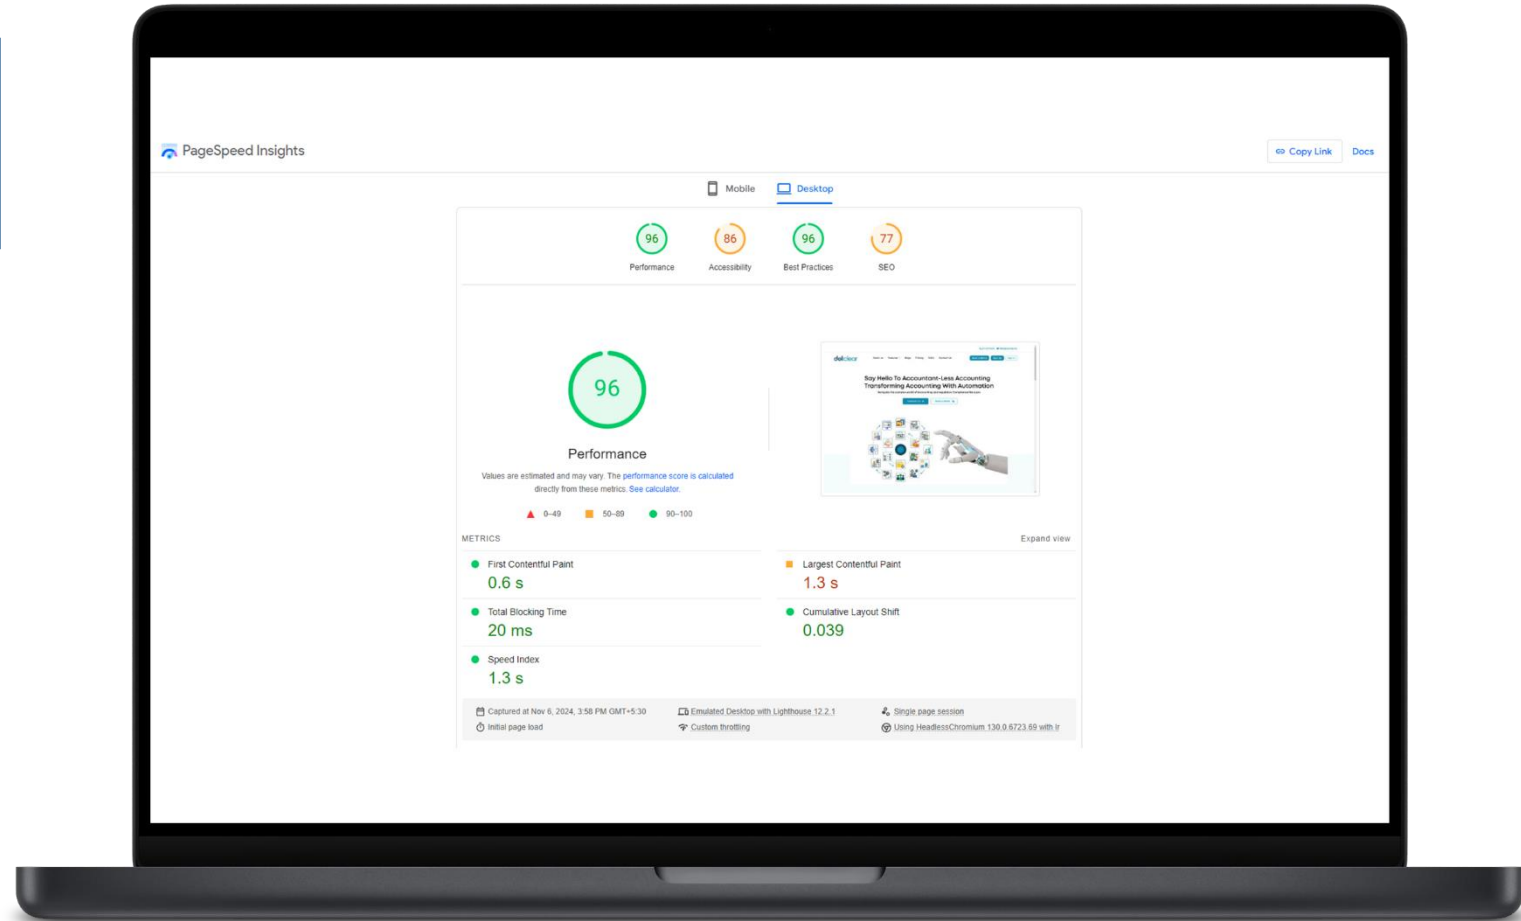 PageSpeed Insights
Copy Link
Docs
Mobile
Desktop
96
86
96
77
Performance
Accessibility
Best Practices
SEO
96
Performance
Values are estimated and may vary. The performance score is calculated
directly from these metrics. See calculator.
0–49
50–89
90–100
Say Hello To Accountant-Less Accounting
Transforming Accounting With Automation
METRICS
Expand view
First Contentful Paint
0.6 s
Largest Contentful Paint
1.3 s
Total Blocking Time
20 ms
Cumulative Layout Shift
0.039
Speed Index
1.3 s
Captured at Nov 6, 2024, 3:58 PM GMT+5:30
Emulated Desktop with Lighthouse 12.2.1
Single page session
Initial page load
Custom throttling
Using HeadlessChromium 130.0.6723.69 with lr